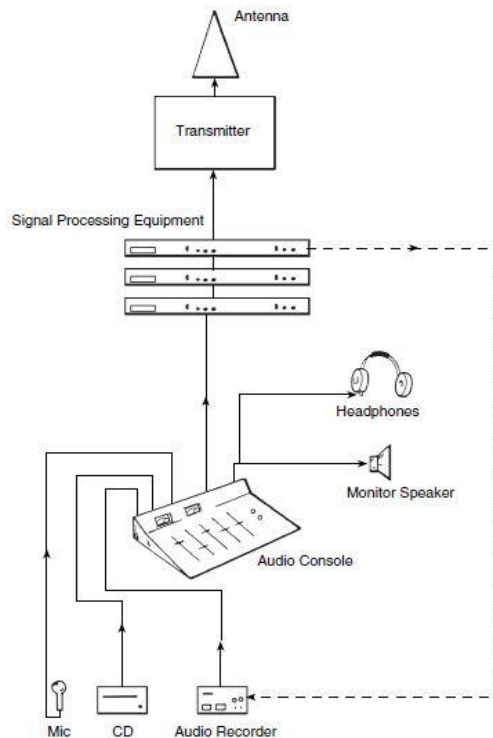 Antenna
Transmitter
Signal Processing Equipment
Headphones
Monitor Speaker
Audio Console
Mic
CD
Audio Recorder